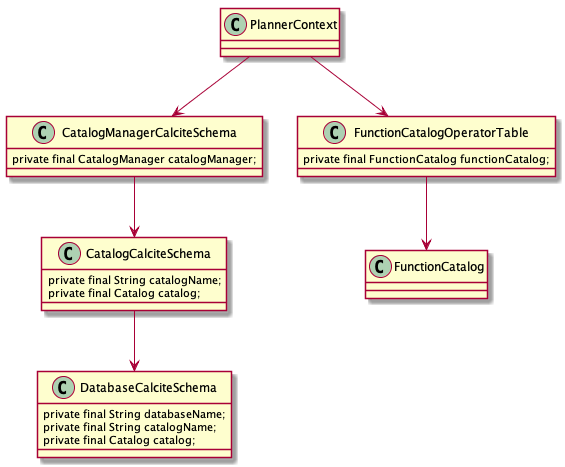 C PlannerContext
C CatalogManagerCalciteSchema
private final CatalogManager catalogManager;
C FunctionCatalogOperatorTable
private final FunctionCatalog functionCatalog;
C CatalogCalciteSchema
private final String catalogName;
private final Catalog catalog;
C FunctionCatalog
C DatabaseCalciteSchema
private final String databaseName;
private final String catalogName;
private final Catalog catalog;